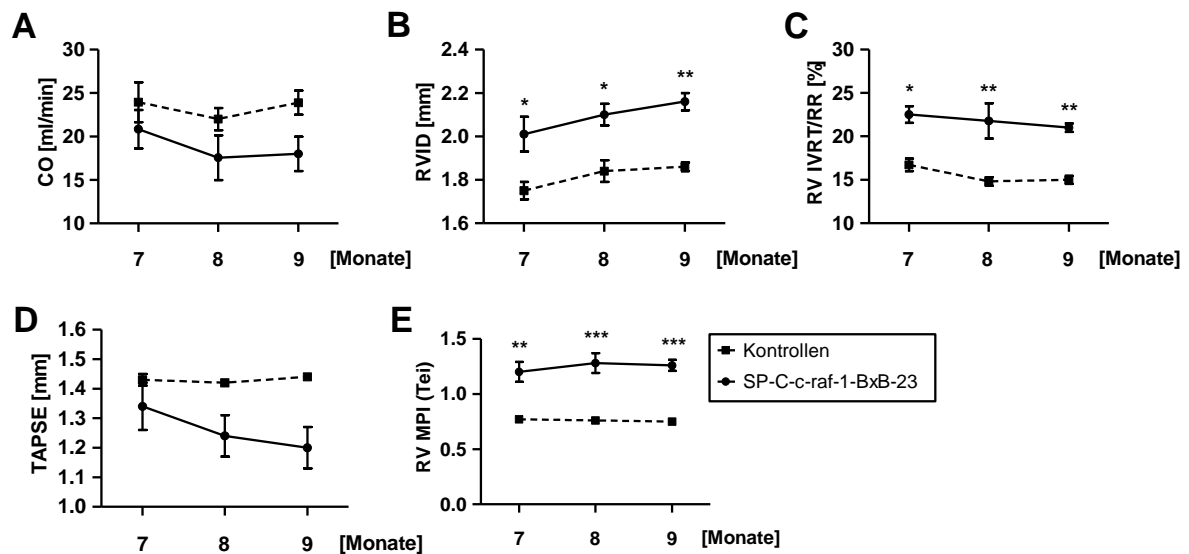 A
CO [ml/min]
30
25
20
15
10
7 8 9 [Monate]
B
RVID [mm]
2.4
2.2
2.0
1.8
1.6
* * **
7 8 9 [Monate]
C
RV IVRT/RR [%]
30
25
20
15
10
* ** **
7 8 9 [Monate]
D
TAPSE [mm]
1.6
1.5
1.4
1.3
1.2
1.1
1.0
7 8 9 [Monate]
E
RV MPI (Tei)
1.5
1.0
0.5
0.0
** *** ***
7 8 9 [Monate]
Kontrollen
SP-C-c-raf-1-BxB-23